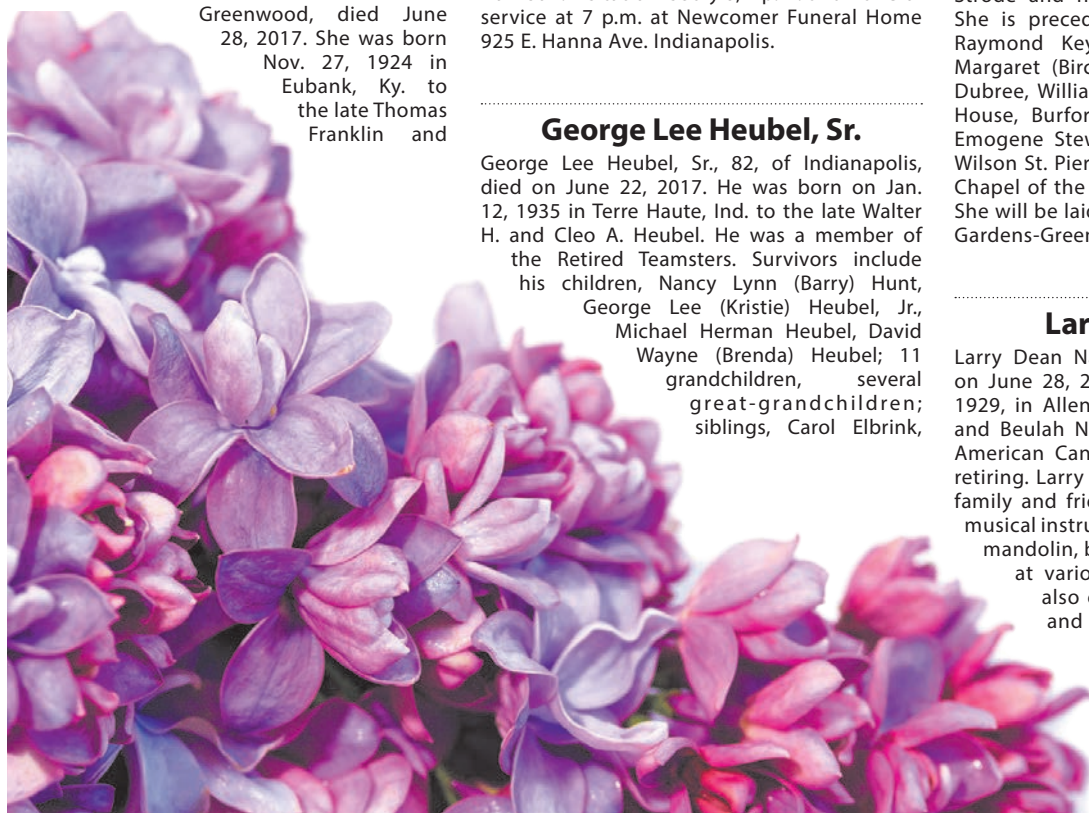 Greenwood, died June
28, 2017. She was born
Nov. 27, 1924 in
Eubank, Ky. to
the late Thomas
Franklin and
service at 7 p.m. at Newcomer Funeral Home
925 E. Hanna Ave. Indianapolis.
George Lee Heubel, Sr.
George Lee Heubel, Sr., 82, of Indianapolis,
died on June 22, 2017. He was born on Jan.
12, 1935 in Terre Haute, Ind. to the late Walter
H. and Cleo A. Heubel. He was a member of
the Retired Teamsters. Survivors include
his children, Nancy Lynn (Barry) Hunt,
George Lee (Kristie) Heubel, Jr.,
Michael Herman Heubel, David
Wayne (Brenda) Heubel; 11
grandchildren, several
great-grandchildren;
siblings, Carol Elbrink,
She is prec
Raymond Key
Margaret (Bir
Dubree, Willia
House, Burfor
Emogene Stew
Wilson St. Pier
Chapel of the
She will be laid
Gardens-Green
Lar
Larry Dean N
on June 28, 2
1929, in Allen
and Beulah N
American Can
retiring. Larry
family and frie
musical instru
mandolin, b
at vario
also
and